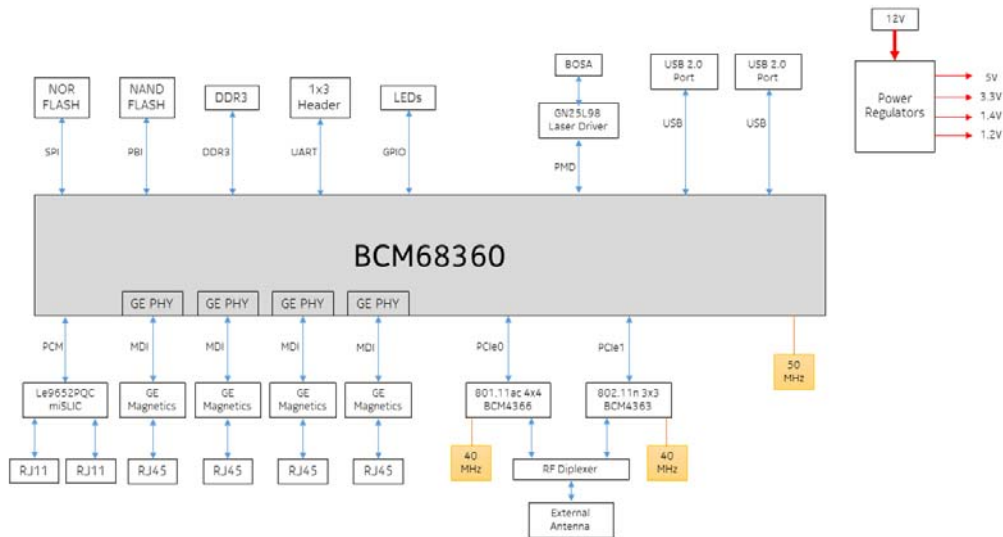 12V
BOSA
USB 2.0
Port
USB 2.0
Port
NOR
FLASH
NAND
FLASH
DDR3
1x3
Header
LEDs
GN25L98
Laser Driver
Power
Regulators
5V
3.3V
1.4V
1.2V
SPI
PBI
DDR3
UART
GPIO
PMD
USB
USB
BCM68360
GE PHY
GE PHY
GE PHY
GE PHY
PCM
MDI
MDI
MDI
MDI
PCIe0
PCIe1
50
MHz
Le9652PQC
miSLIC
GE
Magnetics
GE
Magnetics
GE
Magnetics
GE
Magnetics
801.11ac 4x4
BCM4366
802.11n 3x3
BCM4363
RJ11
RJ11
RJ45
RJ45
RJ45
RJ45
40
MHz
RF Diplexer
40
MHz
External
Antenna